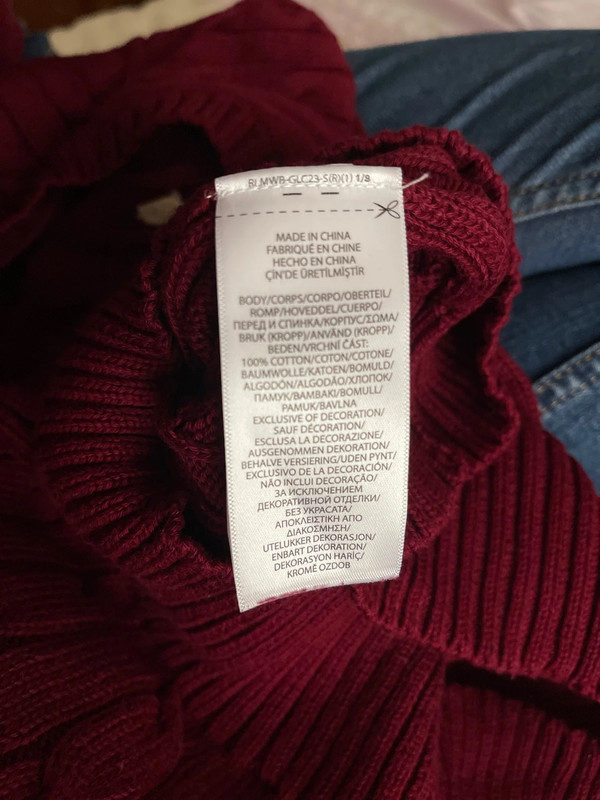 RLMWB-GLC23-S(R)(1) 1/8
MADE IN CHINA
FABRIQUÉ EN CHINE
HECHO EN CHINA
ÇİN'DE ÜRETİLMİŞTİR
BODY/CORPS/CORPO/OBERTEIL/
ROMP/HOVEDDEL/CUERPO/
ПЕРЕД И СПИНКА/КОРПУС/ΣΩΜΑ/
BRUK (KROPP)/ANVÄND (KROPP)/
BEDEN/VRCHNÍ ČÁST:
100% COTTON/COTON/COTONE/
BAUMWOLLE/KATOEN/BOMULD/
ALGODÓN/ALGODÃO/ХЛОПОК/
ПАМУК/ΒΑΜΒΑΚΙ/BOMULL/
PAMUK/BAVLNA
EXCLUSIVE OF DECORATION/
SAUF DÉCORATION/
ESCLUSA LA DECORAZIONE/
AUSGENOMMEN DEKORATION/
BEHALVE VERSIERING/UDEN PYNT/
EXCLUSIVO DE LA DECORACIÓN/
NÃO INCLUI DECORAÇÃO/
ЗА ИСКЛЮЧЕНИЕМ
ДЕКОРАТИВНОЙ ОТДЕЛКИ/
БЕЗ УКРАСАТА/
ΑΠΟΚΛΕΙΣΤΙΚΗ ΑΠΟ
ΔΙΑΚΟΣΜΗΣΗ/
UTELUKKER DEKORASJON/
ENBART DEKORATION/
DEKORASYON HARİÇ/
KROMĚ OZDOB